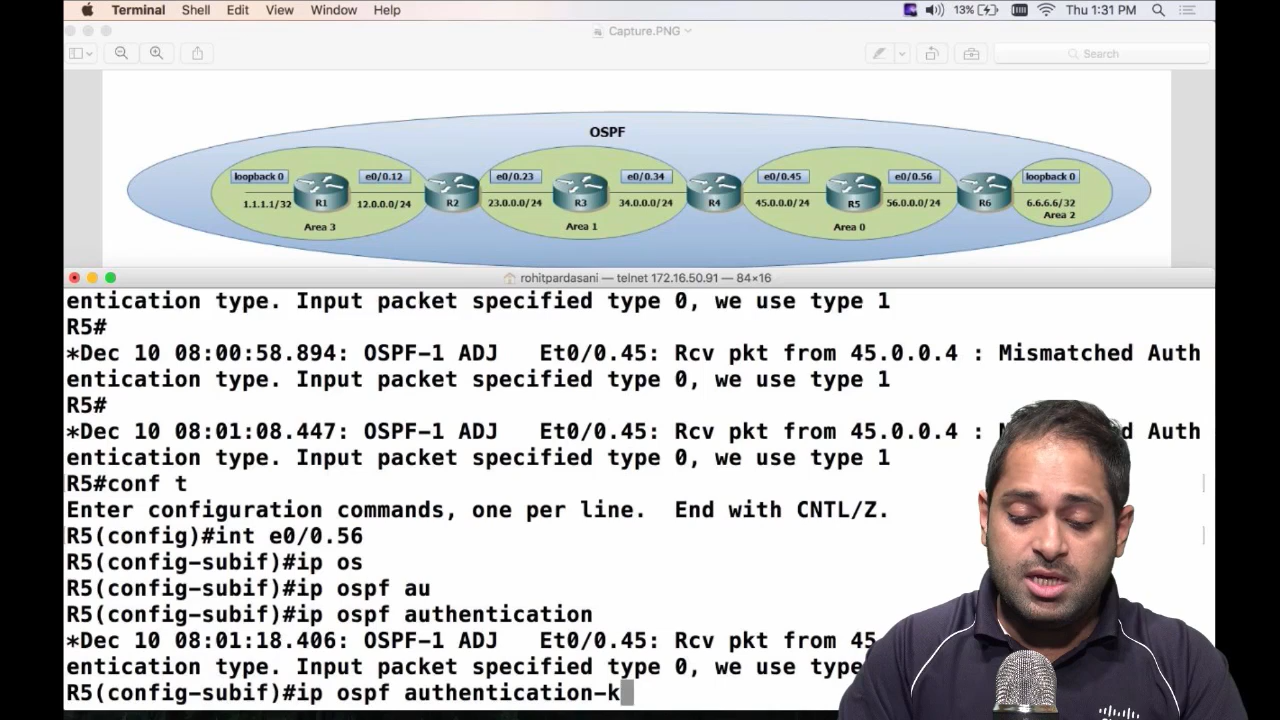 Terminal Shell Edit View Window Help 13% Thu 1:31 PM
Capture.PNG
Search
OSPF
loopback 0 e0/0.12 e0/0.23 e0/0.34 e0/0.45 e0/0.56 loopback 0
R1 R2 R3 R4 R5 R6
1.1.1.1/32 12.0.0.0/24 23.0.0.0/24 34.0.0.0/24 45.0.0.0/24 56.0.0.0/24 6.6.6.6/32
Area 3 Area 1 Area 0 Area 2
rohitpardasani — telnet 172.16.50.91 — 84×16
entication type. Input packet specified type 0, we use type 1
R5#
*Dec 10 08:00:58.894: OSPF-1 ADJ Et0/0.45: Rcv pkt from 45.0.0.4 : Mismatched Auth
entication type. Input packet specified type 0, we use type 1
R5#
*Dec 10 08:01:08.447: OSPF-1 ADJ Et0/0.45: Rcv pkt from 45.0.0.4 : Auth
entication type. Input packet specified type 0, we use type 1
R5#conf t
Enter configuration commands, one per line. End with CNTL/Z.
R5(config)#int e0/0.56
R5(config-subif)#ip os
R5(config-subif)#ip ospf au
R5(config-subif)#ip ospf authentication
*Dec 10 08:01:18.406: OSPF-1 ADJ Et0/0.45: Rcv pkt from 45
entication type. Input packet specified type 0, we use type
R5(config-subif)#ip ospf authentication-k